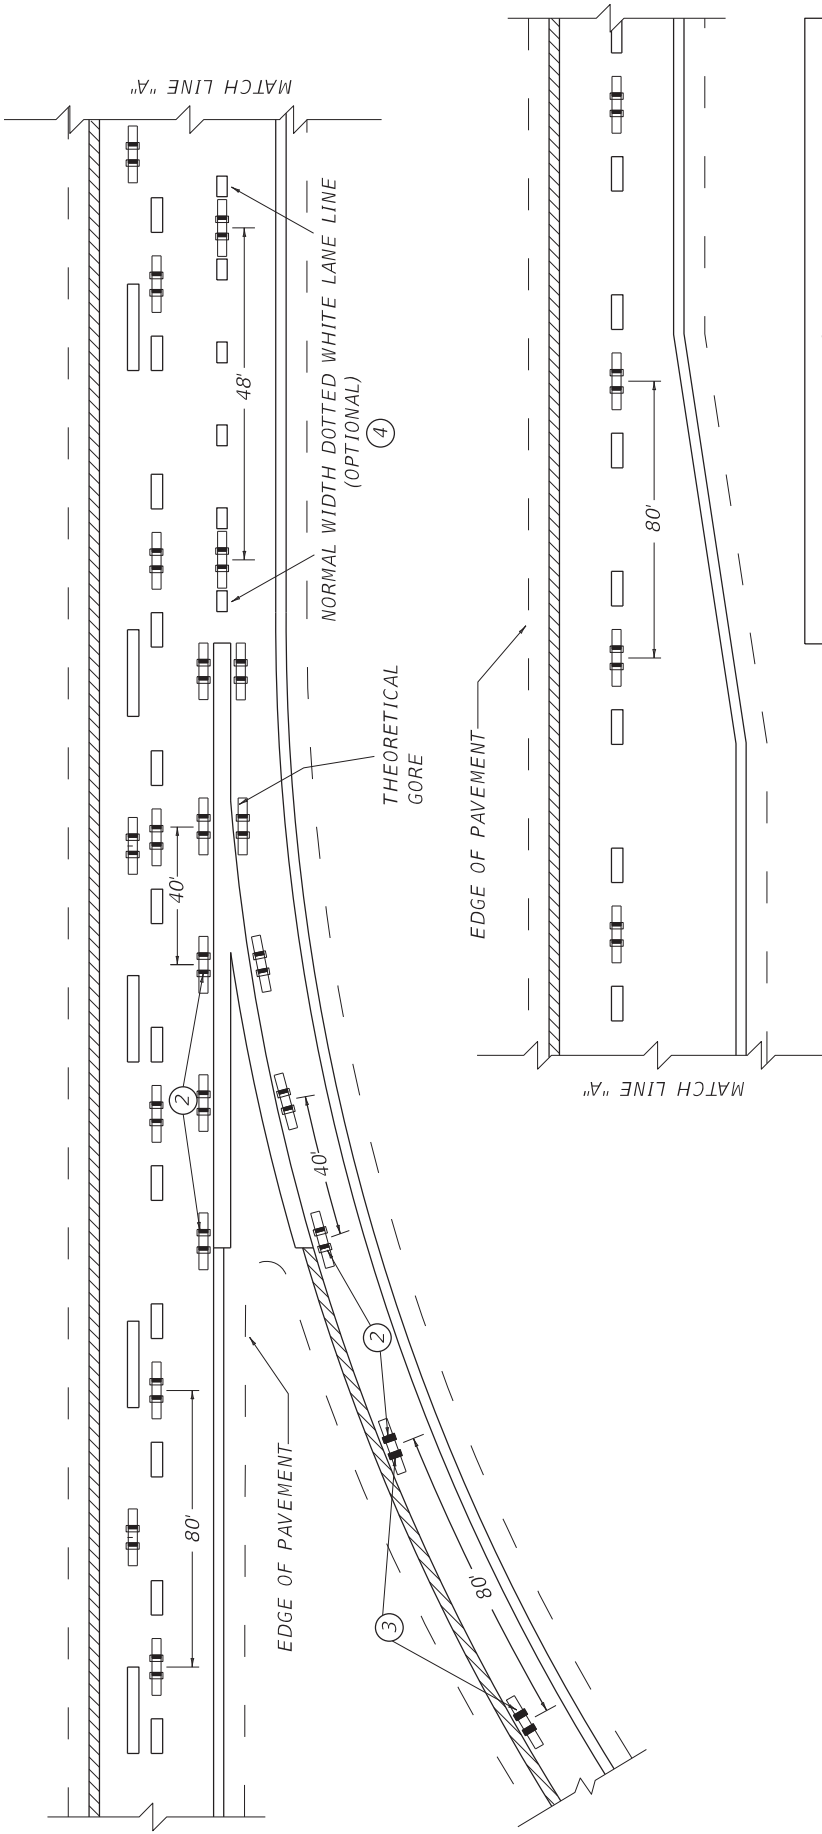 MATCH LINE "A"
48'
NORMAL WIDTH DOTTED WHITE LANE LINE
(OPTIONAL)
4
THEORETICAL
GORE
40'
2
40'
2
EDGE OF PAVEMENT
80'
80'
3
EDGE OF PAVEMENT
80'
MATCH LINE "A"